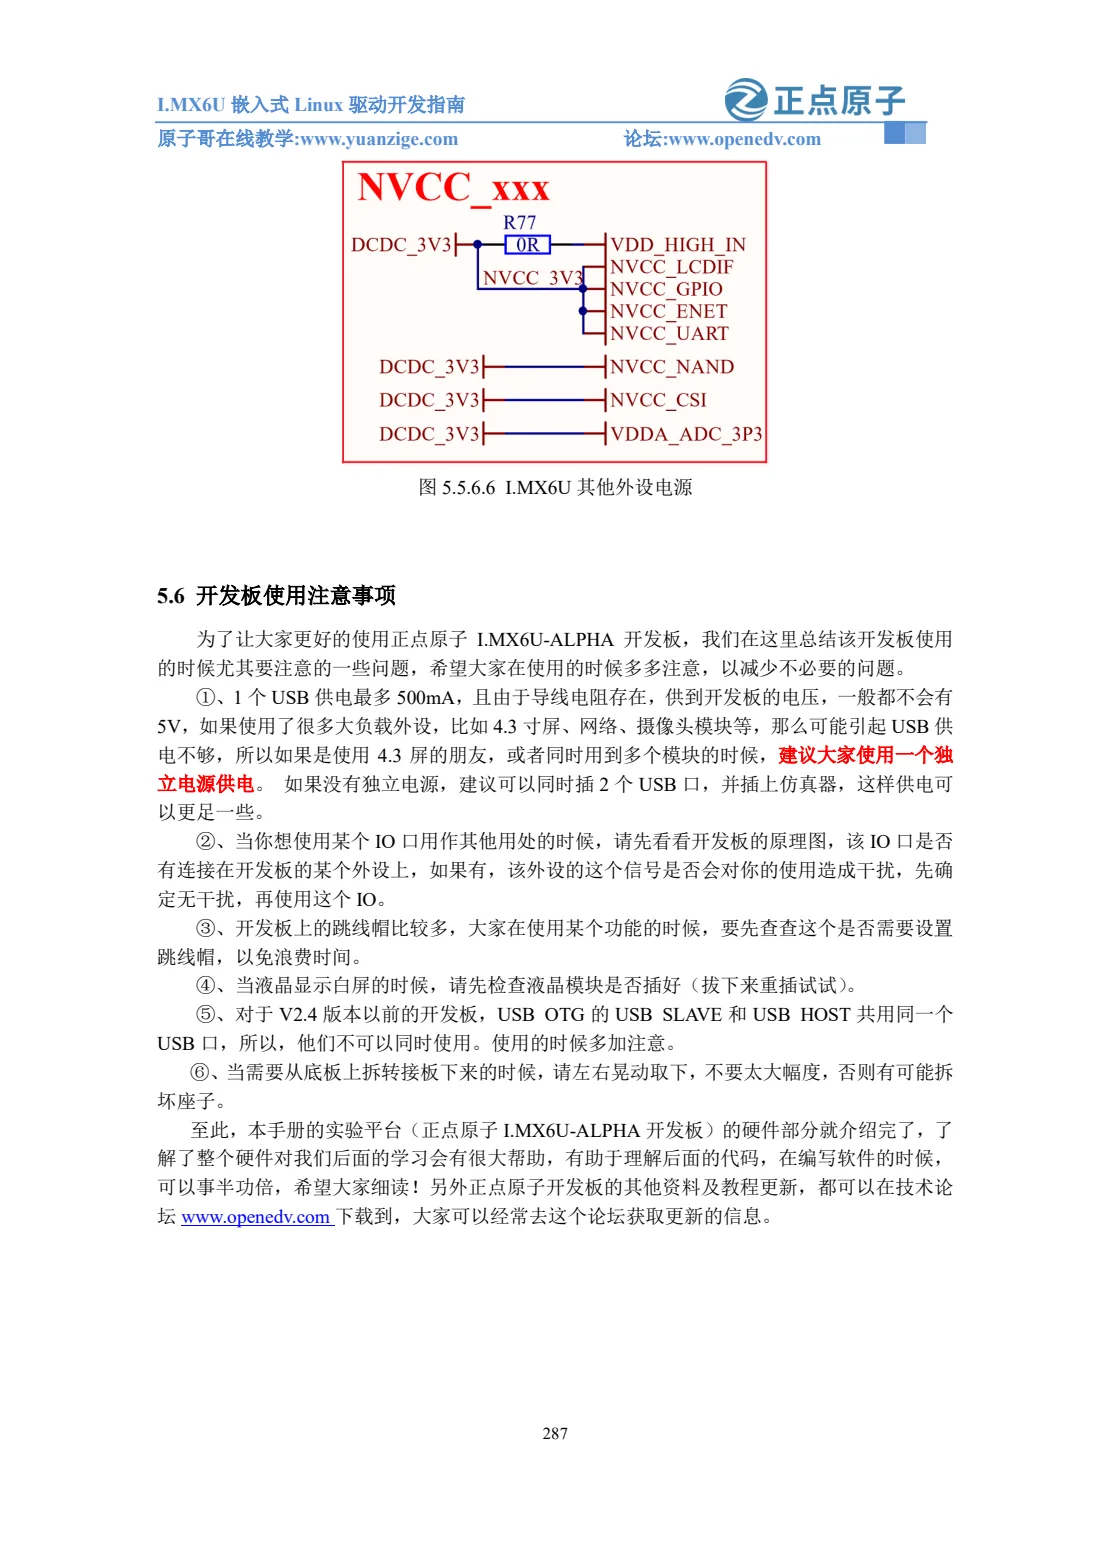 I.MX6U 嵌入式 Linux 驱动开发指南
正点原子
原子哥在线教学:www.yuanzige.com 论坛:www.openedv.com
NVCC_xxx
R77
DCDC_3V3 0R VDD_HIGH_IN
NVCC_LCDIF
NVCC_3V3 NVCC_GPIO
NVCC_ENET
NVCC_UART
DCDC_3V3 NVCC_NAND
DCDC_3V3 NVCC_CSI
DCDC_3V3 VDDA_ADC_3P3
图 5.5.6.6 I.MX6U 其他外设电源
5.6 开发板使用注意事项
为了让大家更好的使用正点原子 I.MX6U-ALPHA 开发板，我们在这里总结该开发板使用
的时候尤其要注意的一些问题，希望大家在使用的时候多多注意，以减少不必要的问题。
①、1 个 USB 供电最多 500mA，且由于导线电阻存在，供到开发板的电压，一般都不会有
5V，如果使用了很多大负载外设，比如 4.3 寸屏、网络、摄像头模块等，那么可能引起 USB 供
电不够，所以如果是使用 4.3 屏的朋友，或者同时用到多个模块的时候，建议大家使用一个独
立电源供电。 如果没有独立电源，建议可以同时插 2 个 USB 口，并插上仿真器，这样供电可
以更足一些。
②、当你想使用某个 IO 口用作其他用处的时候，请先看看开发板的原理图，该 IO 口是否
有连接在开发板的某个外设上，如果有，该外设的这个信号是否会对你的使用造成干扰，先确
定无干扰，再使用这个 IO。
③、开发板上的跳线帽比较多，大家在使用某个功能的时候，要先查查这个是否需要设置
跳线帽，以免浪费时间。
④、当液晶显示白屏的时候，请先检查液晶模块是否插好（拔下来重插试试）。
⑤、对于 V2.4 版本以前的开发板，USB OTG 的 USB SLAVE 和 USB HOST 共用同一个
USB 口，所以，他们不可以同时使用。使用的时候多加注意。
⑥、当需要从底板上拆转接板下来的时候，请左右晃动取下，不要太大幅度，否则有可能拆
坏座子。
至此，本手册的实验平台（正点原子 I.MX6U-ALPHA 开发板）的硬件部分就介绍完了，了
解了整个硬件对我们后面的学习会有很大帮助，有助于理解后面的代码，在编写软件的时候，
可以事半功倍，希望大家细读！另外正点原子开发板的其他资料及教程更新，都可以在技术论
坛 www.openedv.com 下载到，大家可以经常去这个论坛获取更新的信息。
287